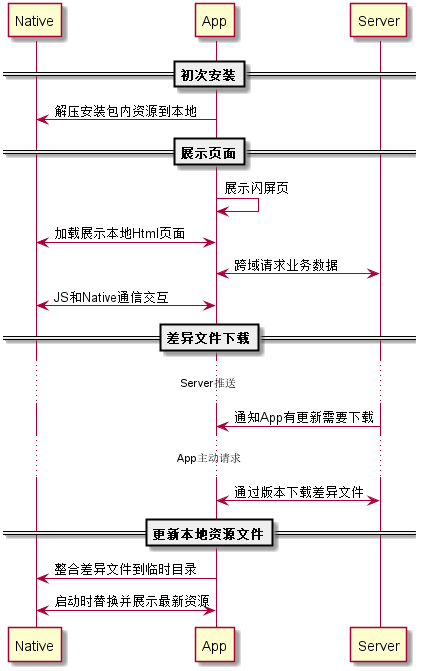 Native App Server
初次安装
解压安装包内资源到本地
展示页面
展示闪屏页
加载展示本地Html页面
跨域请求业务数据
JS和Native通信交互
差异文件下载
Server推送
通知App有更新需要下载
App主动请求
通过版本下载差异文件
更新本地资源文件
整合差异文件到临时目录
启动时替换并展示最新资源
Native App Server